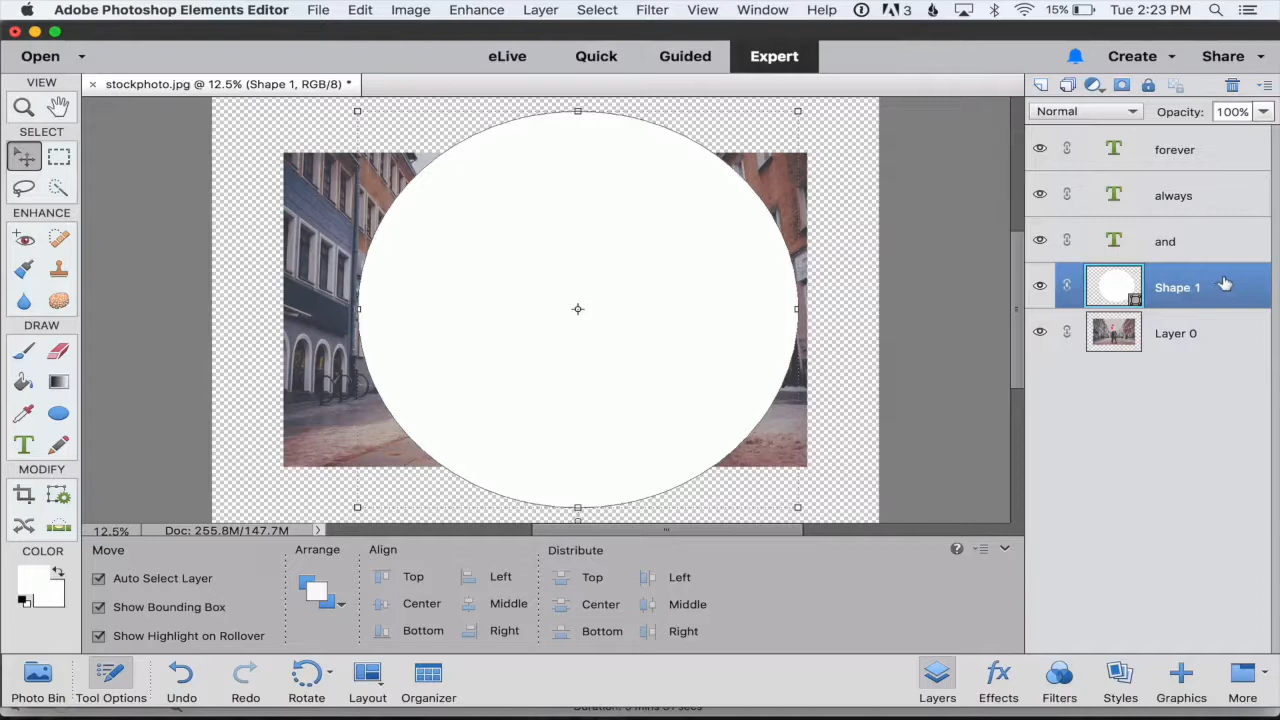 Adobe Photoshop Elements Editor File Edit Image Enhance Layer Select Filter View Window Help 3 15% Tue 2:23 PM
Open eLive Quick Guided Expert Create Share
VIEW
× stockphoto.jpg @ 12.5% (Shape 1, RGB/8) *
Normal Opacity: 100%
SELECT
T forever
T always
ENHANCE
T and
Shape 1
DRAW
Layer 0
T
MODIFY
12.5% Doc: 255.8M/147.7M
COLOR
Move Arrange Align Distribute
Auto Select Layer Top Left Top Left
Show Bounding Box Center Middle Center Middle
Show Highlight on Rollover Bottom Right Bottom Right
fx
Photo Bin Tool Options Undo Redo Rotate Layout Organizer Layers Effects Filters Styles Graphics More